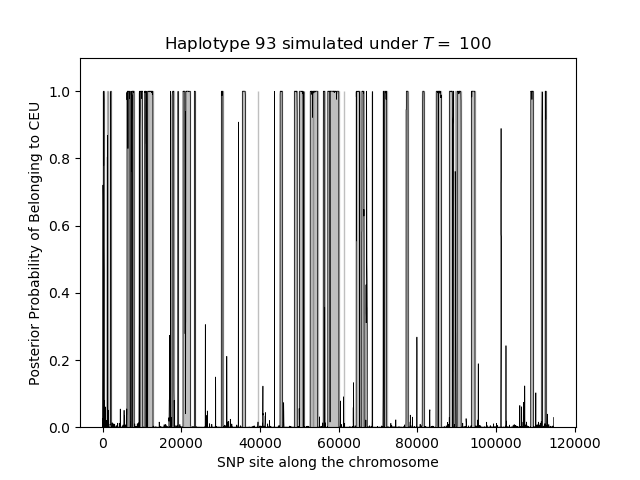 Haplotype 93 simulated under T = 100
Posterior Probability of Belonging to CEU
1.0
0.8
0.6
0.4
0.2
0.0
0 20000 40000 60000 80000 100000 120000
SNP site along the chromosome